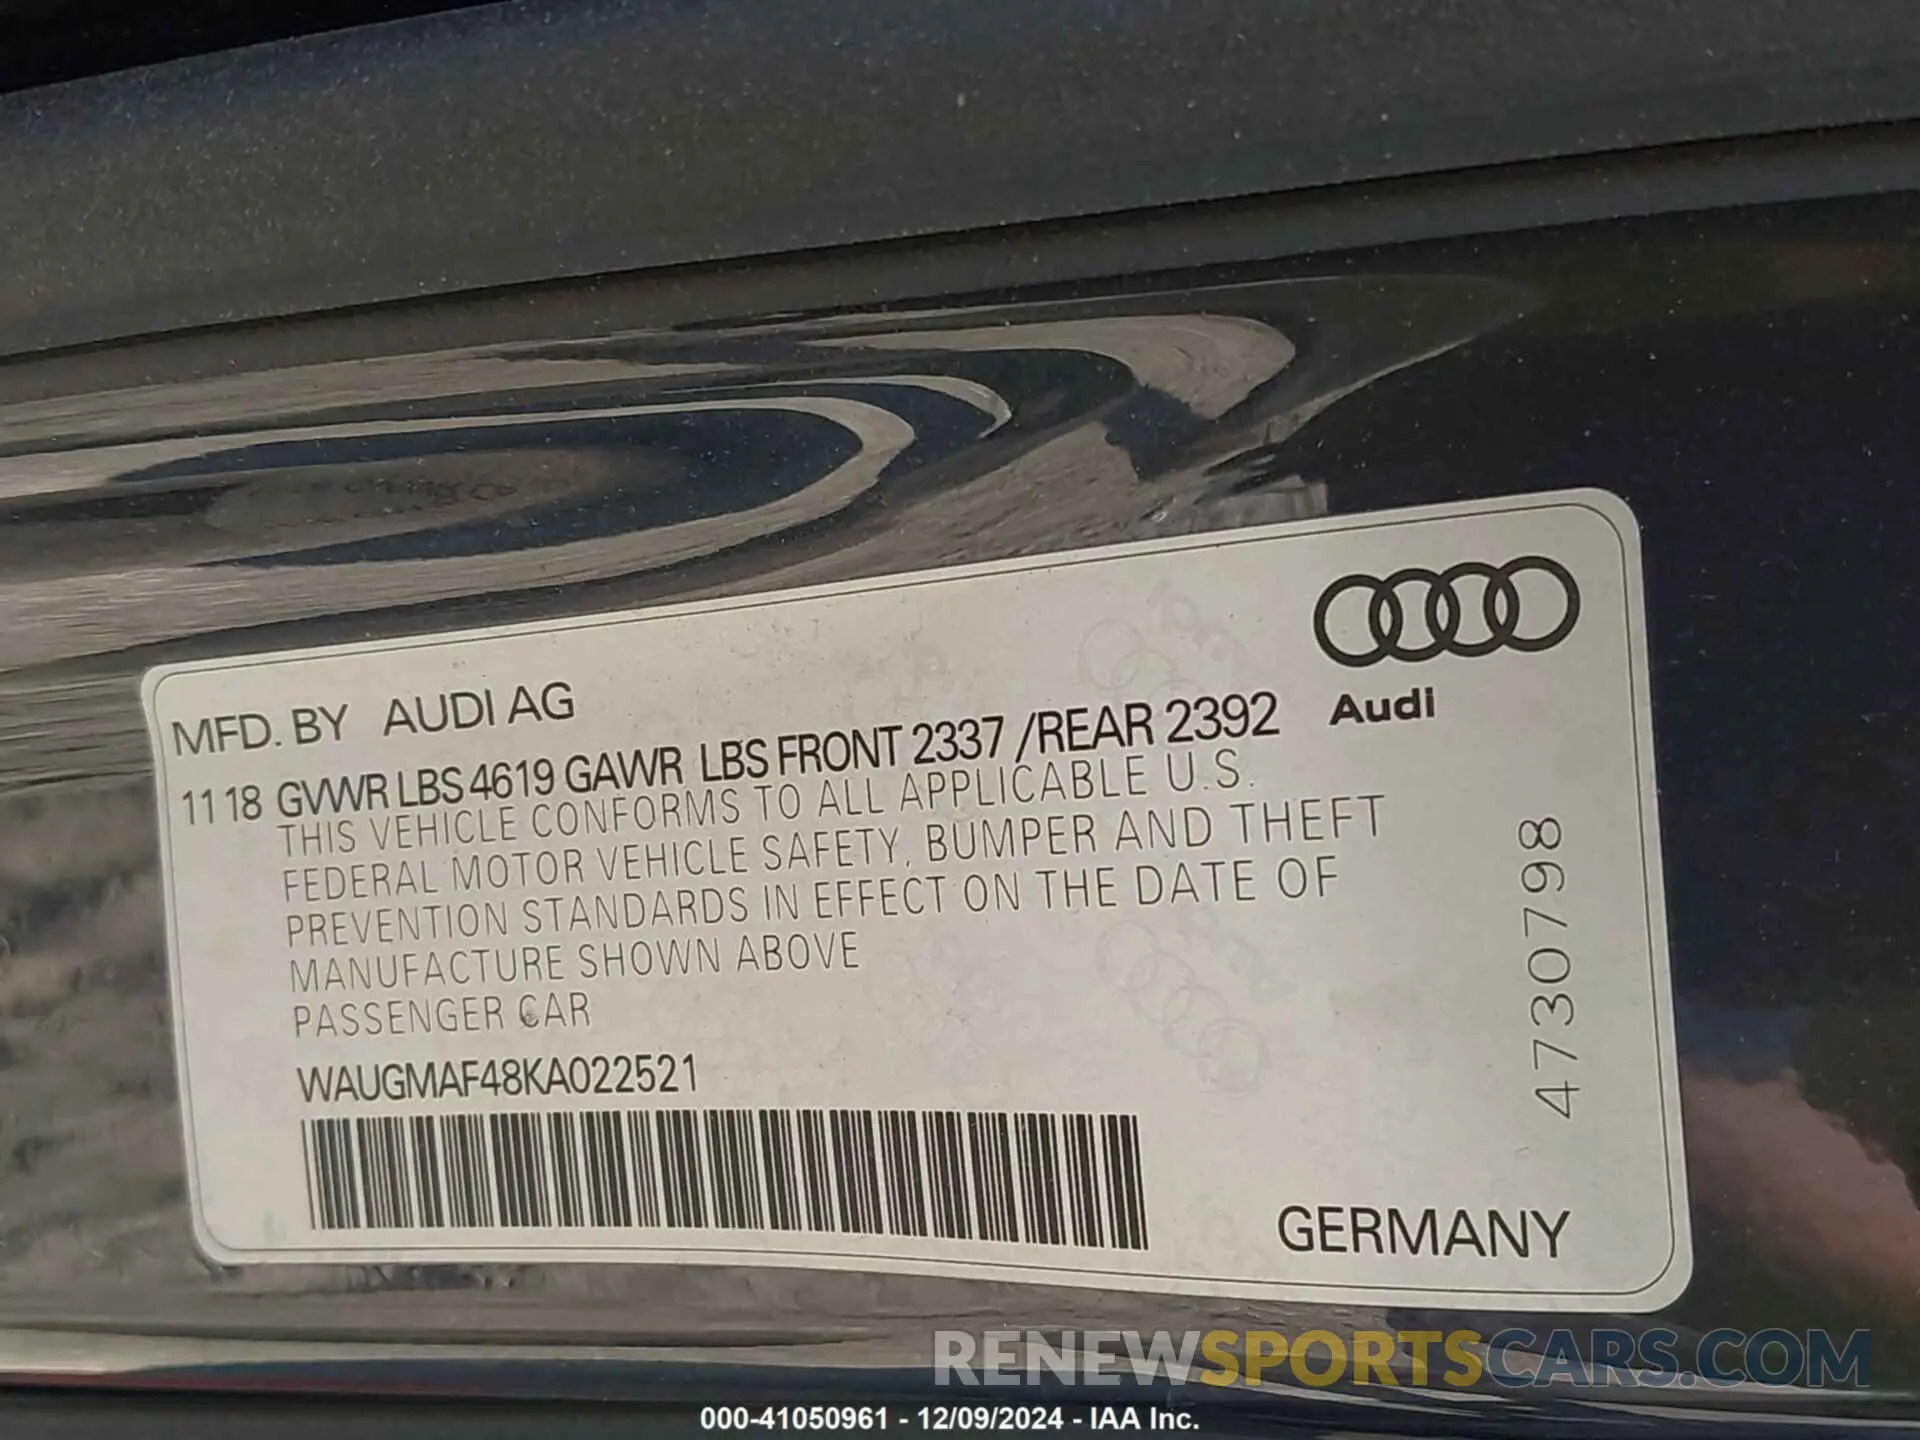 MFD. BY AUDI AG
11 18 GVWR LBS 4619 GAWR LBS FRONT 2337 /REAR 2392
THIS VEHICLE CONFORMS TO ALL APPLICABLE U.S.
FEDERAL MOTOR VEHICLE SAFETY, BUMPER AND THEFT
PREVENTION STANDARDS IN EFFECT ON THE DATE OF
MANUFACTURE SHOWN ABOVE
PASSENGER CAR
WAUGMAF48KA022521
Audi
4730798
GERMANY
RENEWSPORTSCARS.COM
000-41050961 - 12/09/2024 - IAA Inc.